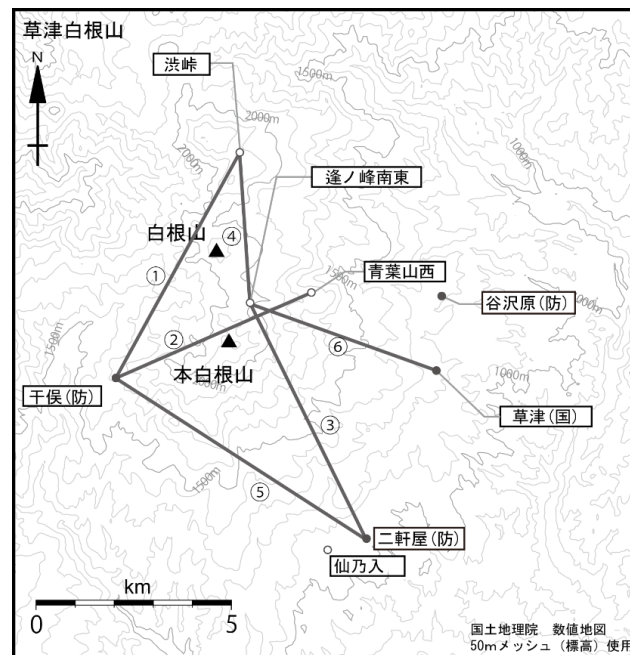 草津白根山
N
渋峠
1500m
2000m
2000m
1000m
逢ノ峰南東
白根山
④
青葉山西
①
1500m
谷沢原(防)
1000m
②
⑥
1500m
本白根山
2000m
1000m
干俣(防)
草津(国)
③
1500m
⑤
二軒屋(防)
仙乃入
km
0
5
国土地理院 数値地図
50mメッシュ(標高)使用